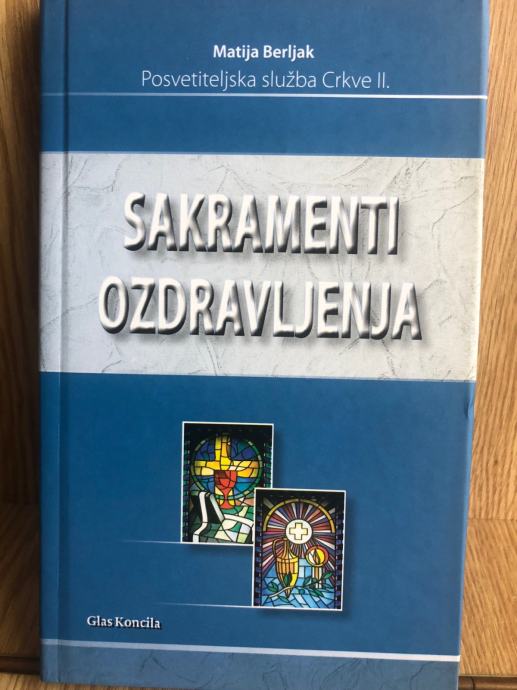 Matija Berljak
Posvetiteljska služba Crkve II.
SAKRAMENTI
OZDRAVLJENJA
Glas Koncila